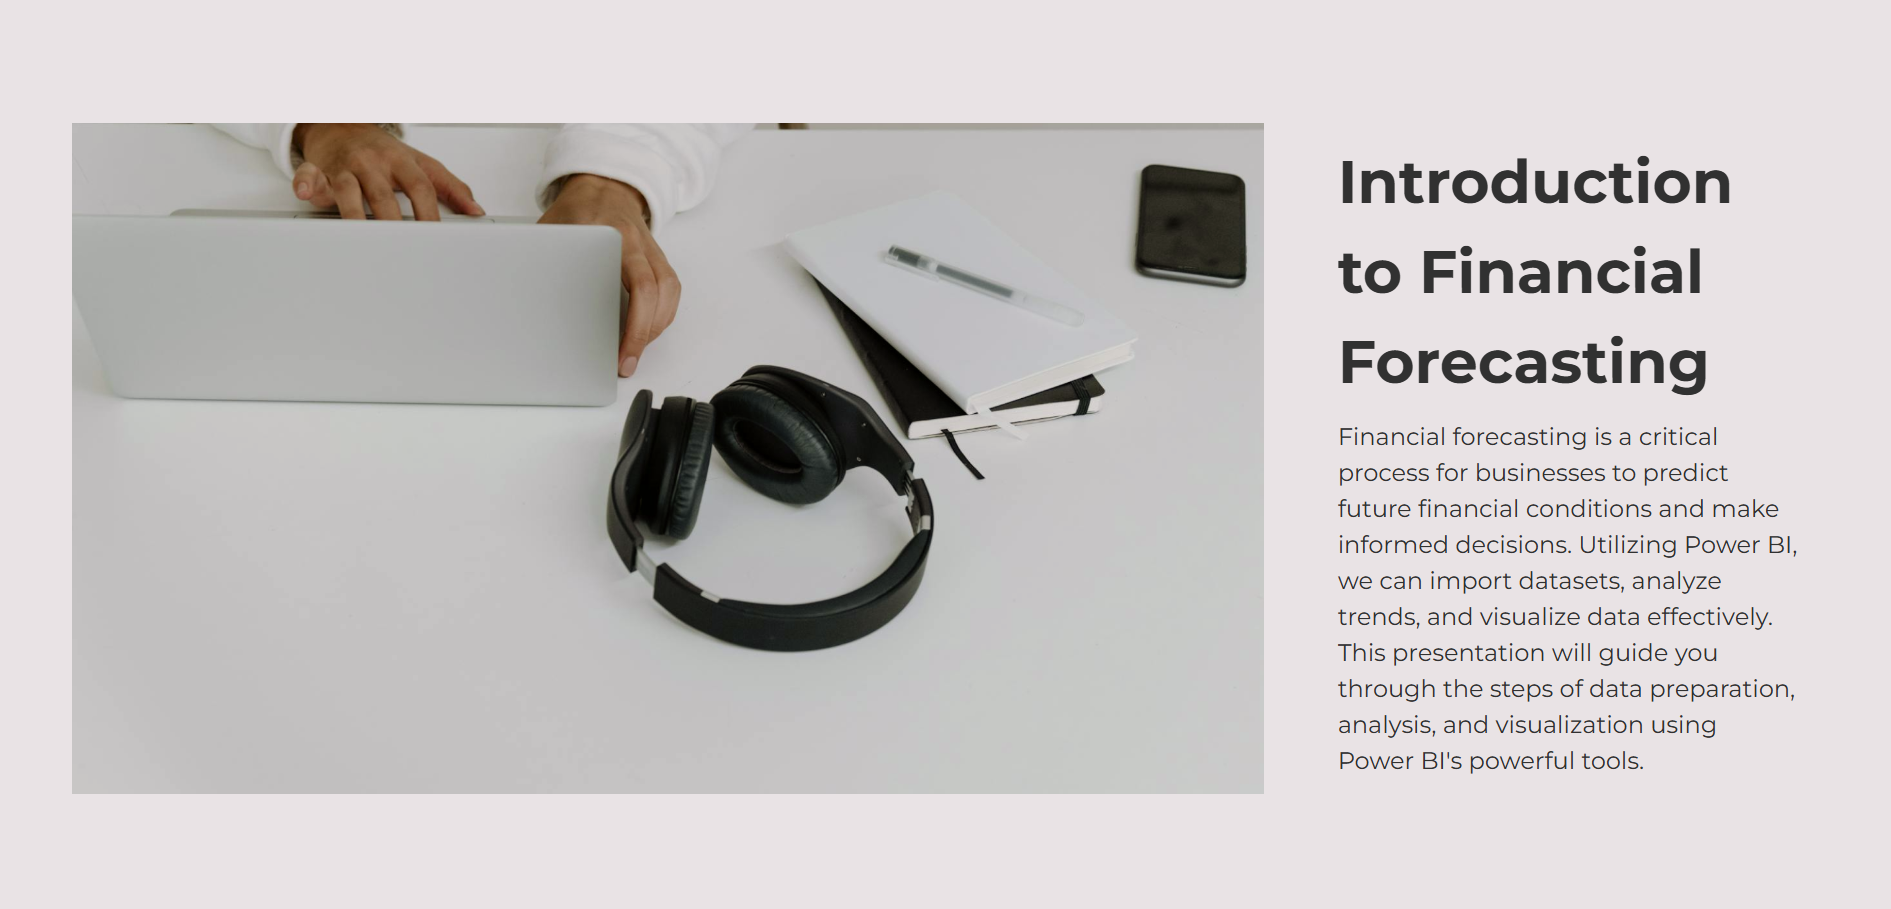 Introduction
to Financial
Forecasting
Financial forecasting is a critical
process for businesses to predict
future financial conditions and make
informed decisions. Utilizing Power BI,
we can import datasets, analyze
trends, and visualize data effectively.
This presentation will guide you
through the steps of data preparation,
analysis, and visualization using
Power BI's powerful tools.